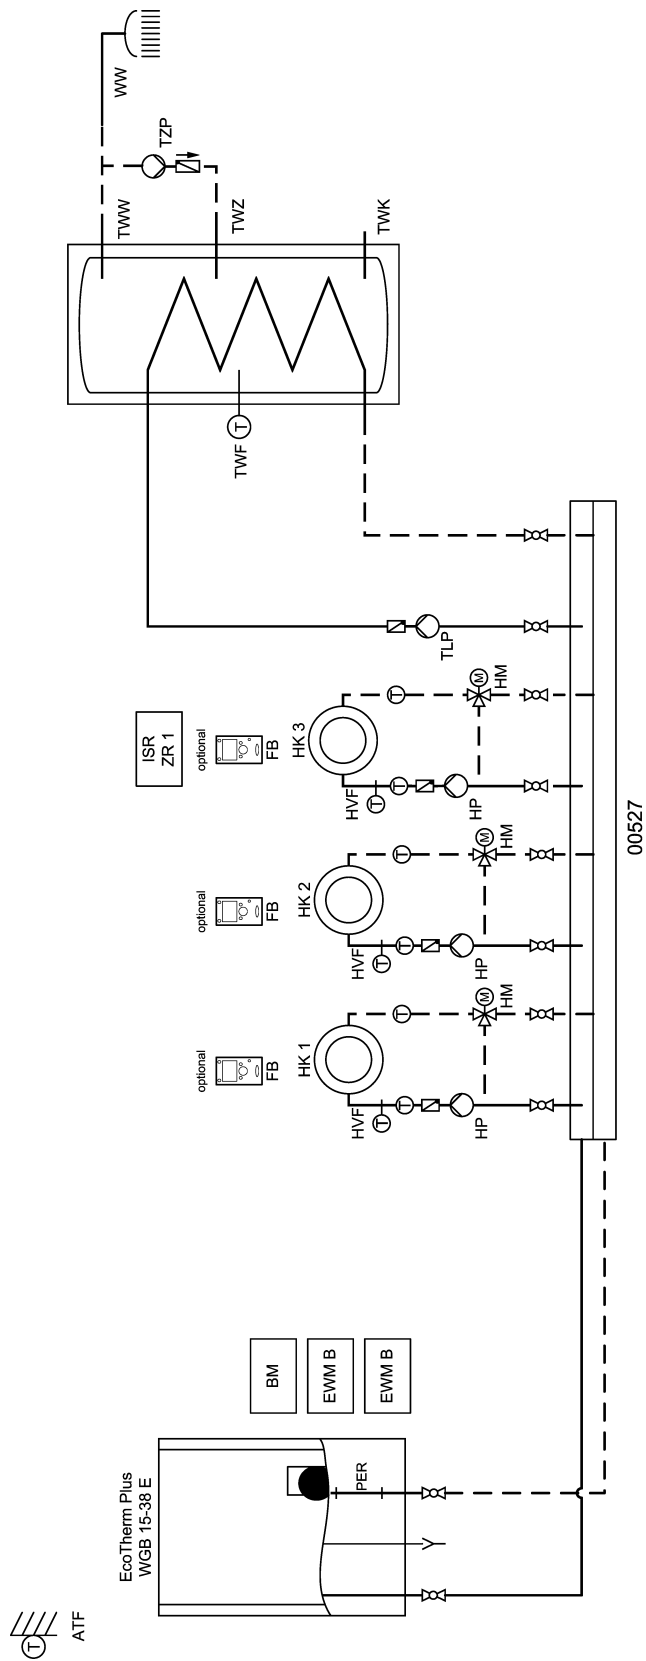 T
ATF
EcoTherm Plus
WGB 15-38 E
PER
BM
EWM B
EWM B
optional
FB
HK 1
HVF
T
T
T
HP
M
HM
optional
FB
HK 2
HVF
T
T
T
HP
M
HM
ISR
ZR 1
optional
FB
HK 3
HVF
T
T
T
HP
M
HM
TLP
TWF
T
TWW
TWZ
TWK
TZP
WW
00527